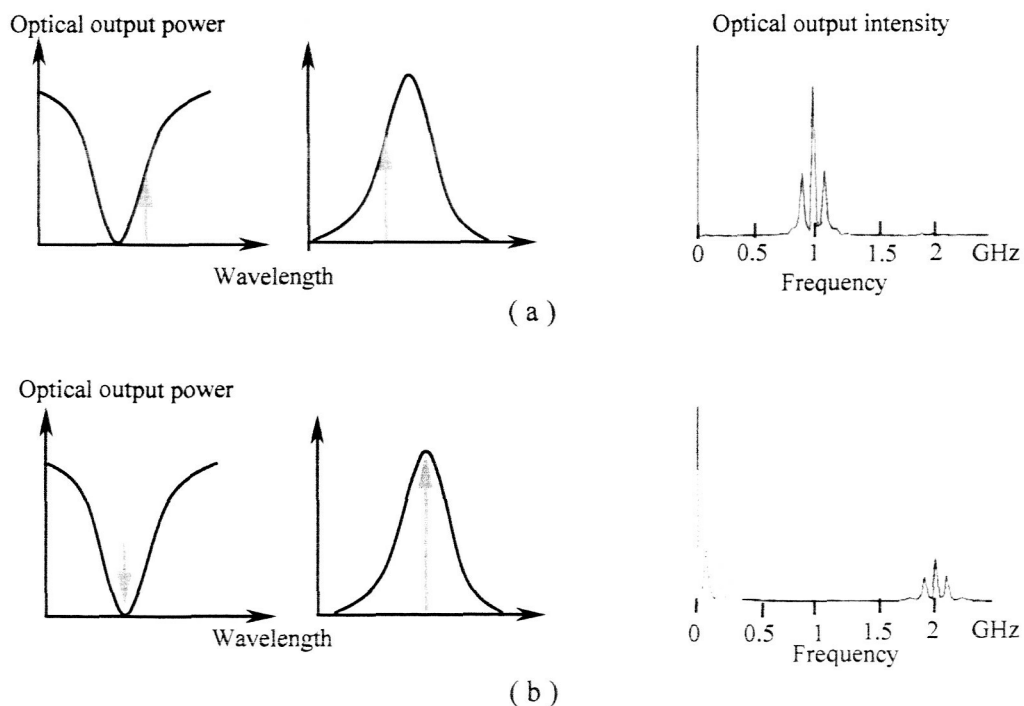 Optical output power
Optical output intensity
0 0.5 1 1.5 2 GHz
Wavelength
Frequency
( a )
Optical output power
0 0.5 1 1.5 2 GHz
Wavelength
Frequency
( b )